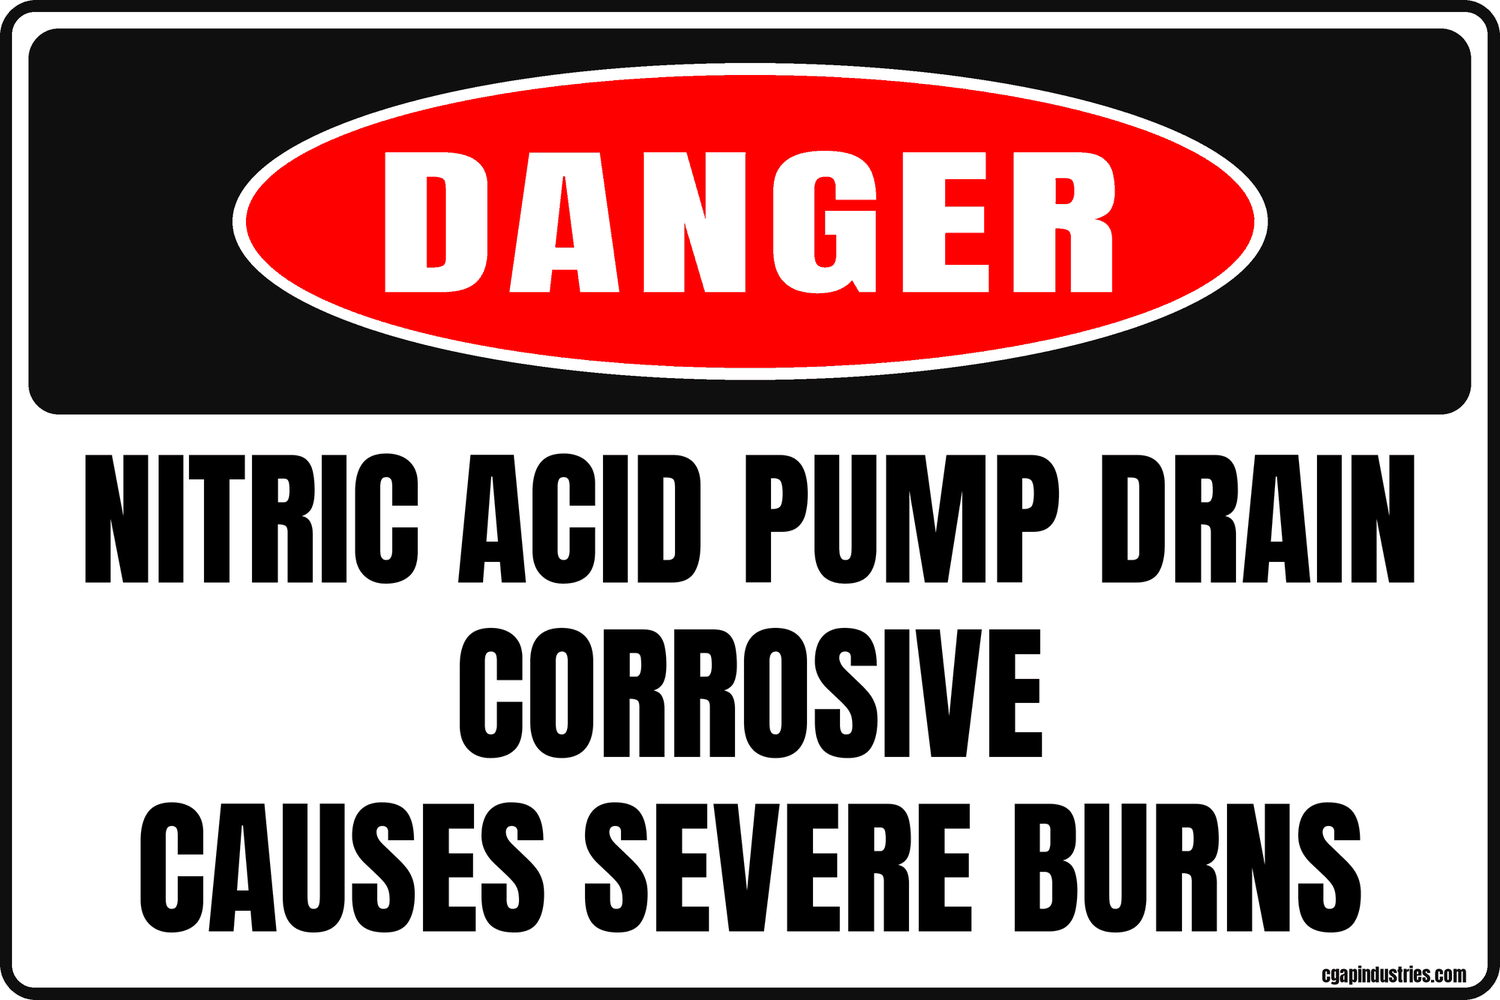 DANGER
NITRIC ACID PUMP DRAIN
CORROSIVE
CAUSES SEVERE BURNS
cgapindustries.com